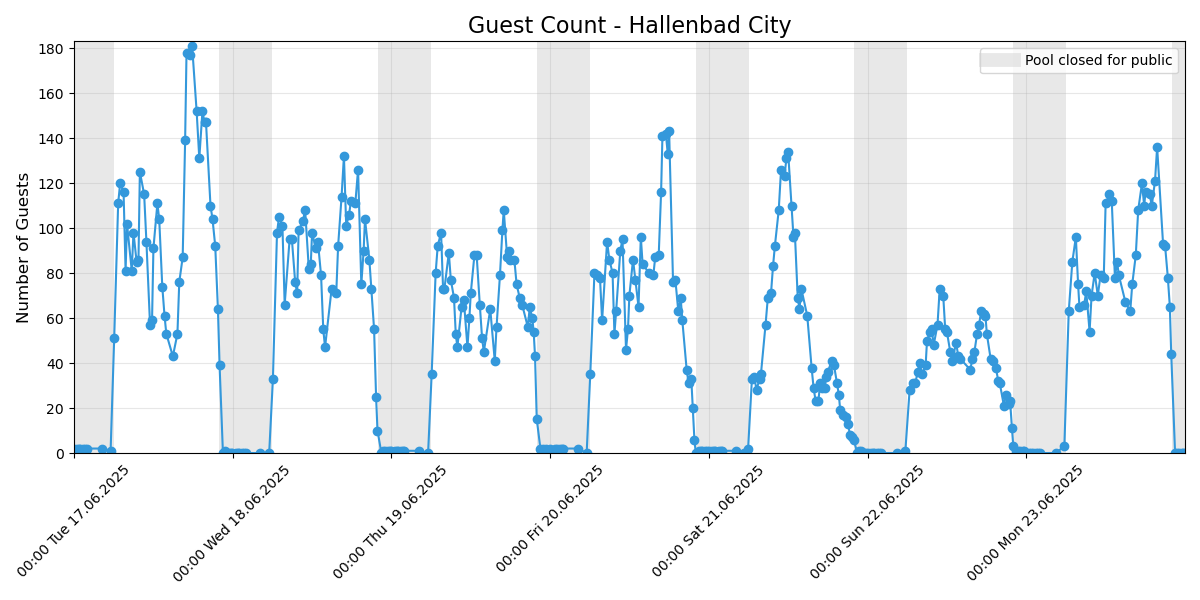 Guest Count - Hallenbad City
Pool closed for public
Number of Guests
180
160
140
120
100
80
60
40
20
0
00:00 Tue 17.06.2025
00:00 Wed 18.06.2025
00:00 Thu 19.06.2025
00:00 Fri 20.06.2025
00:00 Sat 21.06.2025
00:00 Sun 22.06.2025
00:00 Mon 23.06.2025